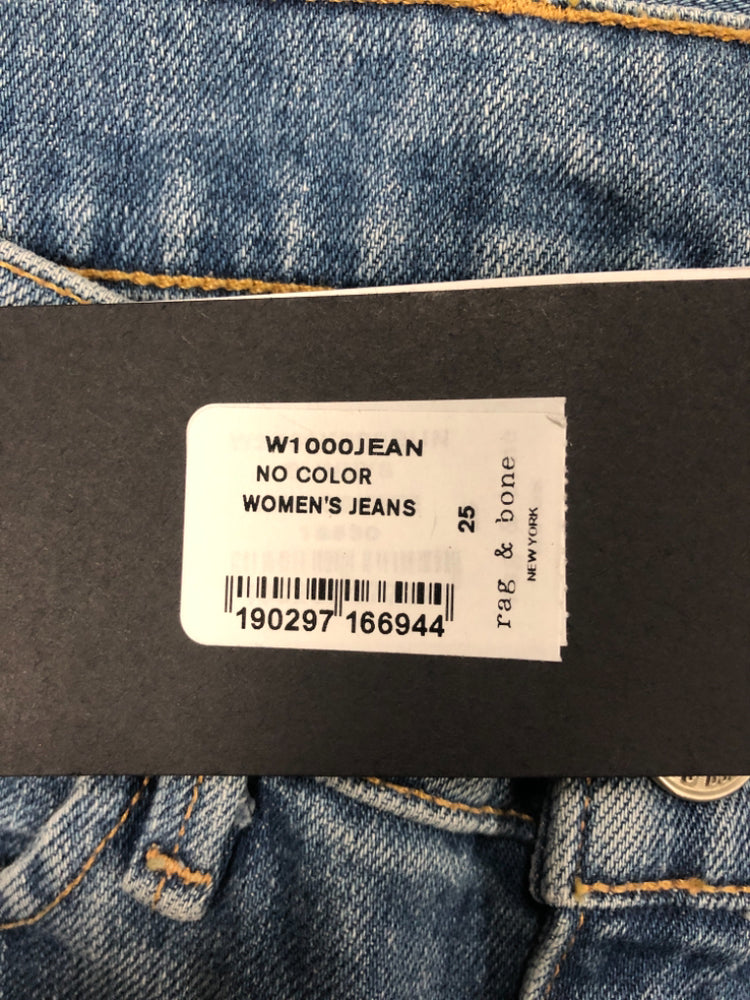 W1000JEAN
NO COLOR
WOMEN'S JEANS
25
rag & bone
NEW YORK
190297 166944